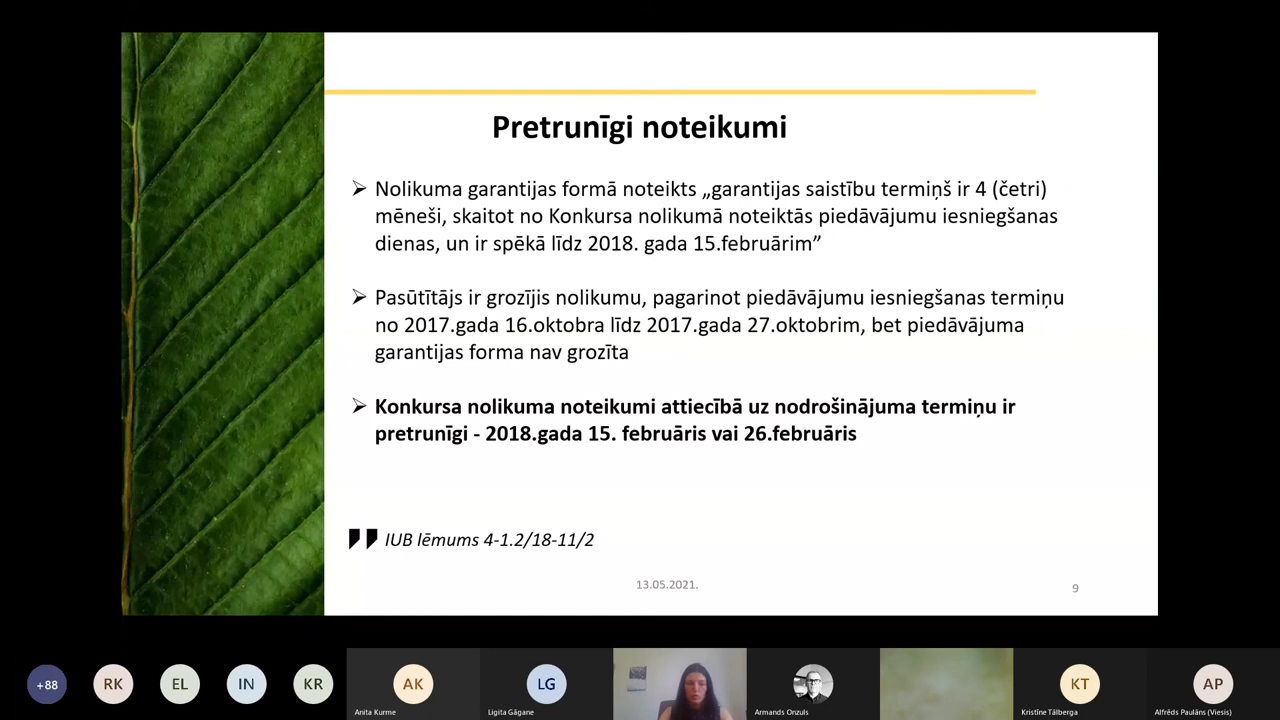 Pretrunīgi noteikumi
Nolikuma garantijas formā noteikts „garantijas saistību termiņš ir 4 (četri)
mēneši, skaitot no Konkursa nolikumā noteiktās piedāvājumu iesniegšanas
dienas, un ir spēkā līdz 2018. gada 15.februārim”
Pasūtītājs ir grozījis nolikumu, pagarinot piedāvājumu iesniegšanas termiņu
no 2017.gada 16.oktobra līdz 2017.gada 27.oktobrim, bet piedāvājuma
garantijas forma nav grozīta
Konkursa nolikuma noteikumi attiecībā uz nodrošinājuma termiņu ir
pretrunīgi - 2018.gada 15. februāris vai 26.februāris
IUB lēmums 4-1.2/18-11/2
13.05.2021.
9
+88
RK
EL
IN
KR
AK
LG
KT
AP
Anita Kurme
Ligita Gāgane
Armands Onzuls
Kristīne Tālberga
Alfrēds Pauláns (Viesis)